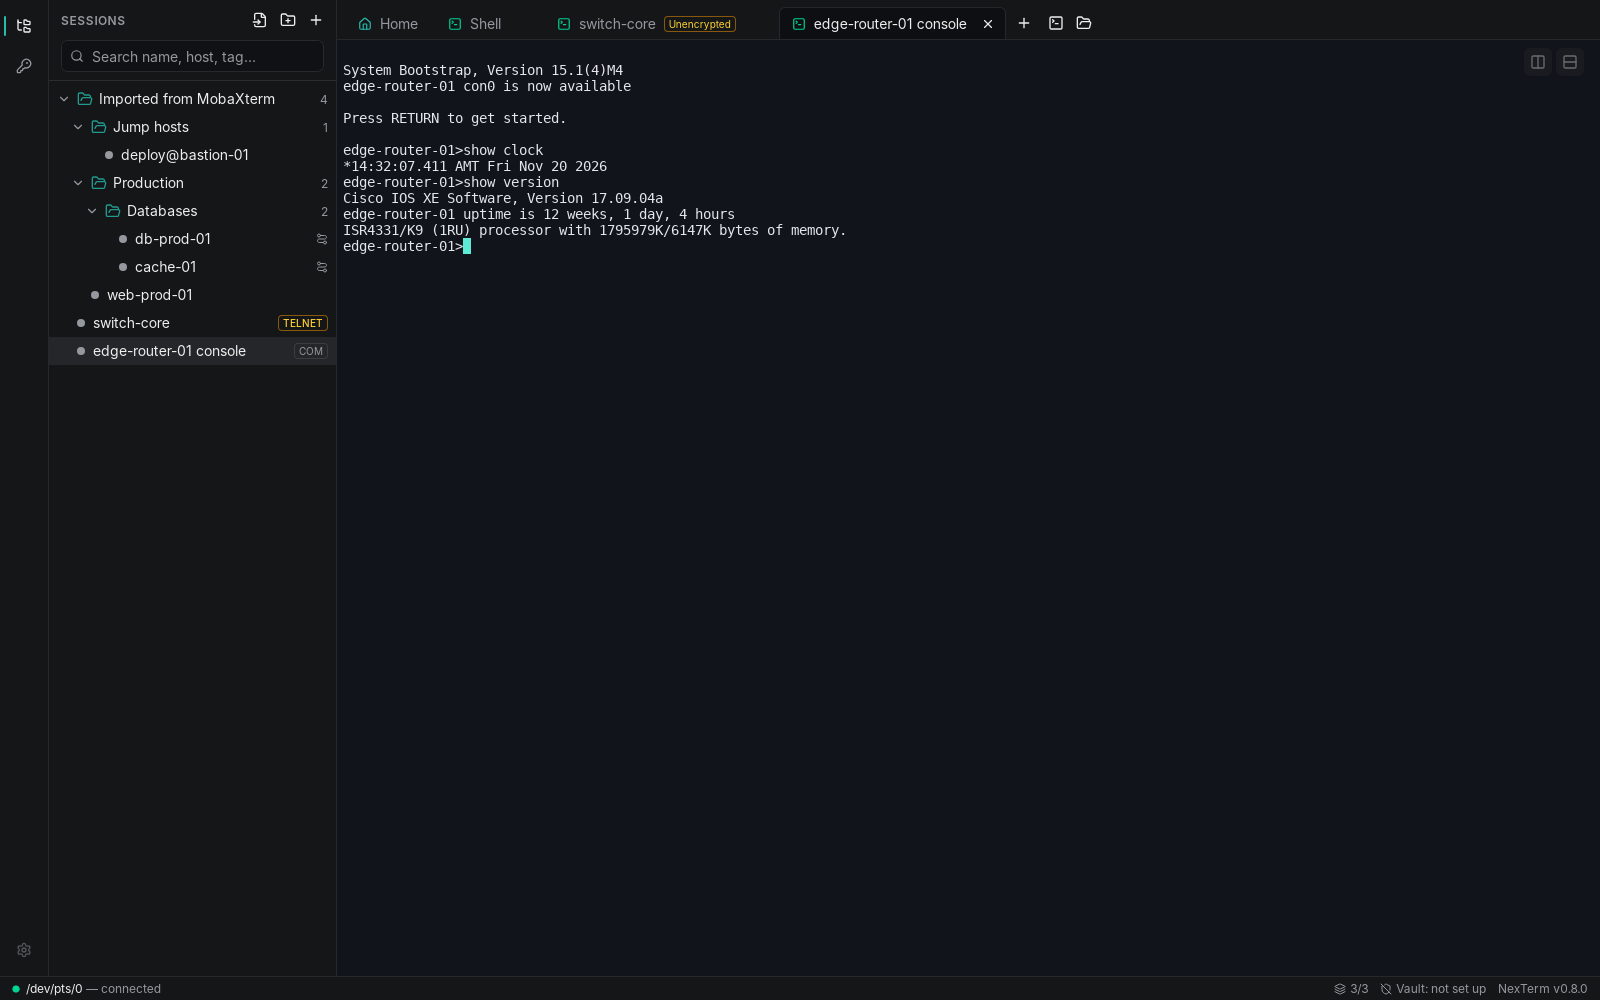 SESSIONS
Search name, host, tag...
Imported from MobaXterm 4
Jump hosts 1
deploy@bastion-01
Production 2
Databases 2
db-prod-01
cache-01
web-prod-01
switch-core TELNET
edge-router-01 console COM
Home Shell switch-core Unencrypted edge-router-01 console
System Bootstrap, Version 15.1(4)M4
edge-router-01 con0 is now available
Press RETURN to get started.
edge-router-01>show clock
*14:32:07.411 AMT Fri Nov 20 2026
edge-router-01>show version
Cisco IOS XE Software, Version 17.09.04a
edge-router-01 uptime is 12 weeks, 1 day, 4 hours
ISR4331/K9 (1RU) processor with 1795979K/6147K bytes of memory.
edge-router-01>
/dev/pts/0 — connected 3/3 Vault: not set up NexTerm v0.8.0